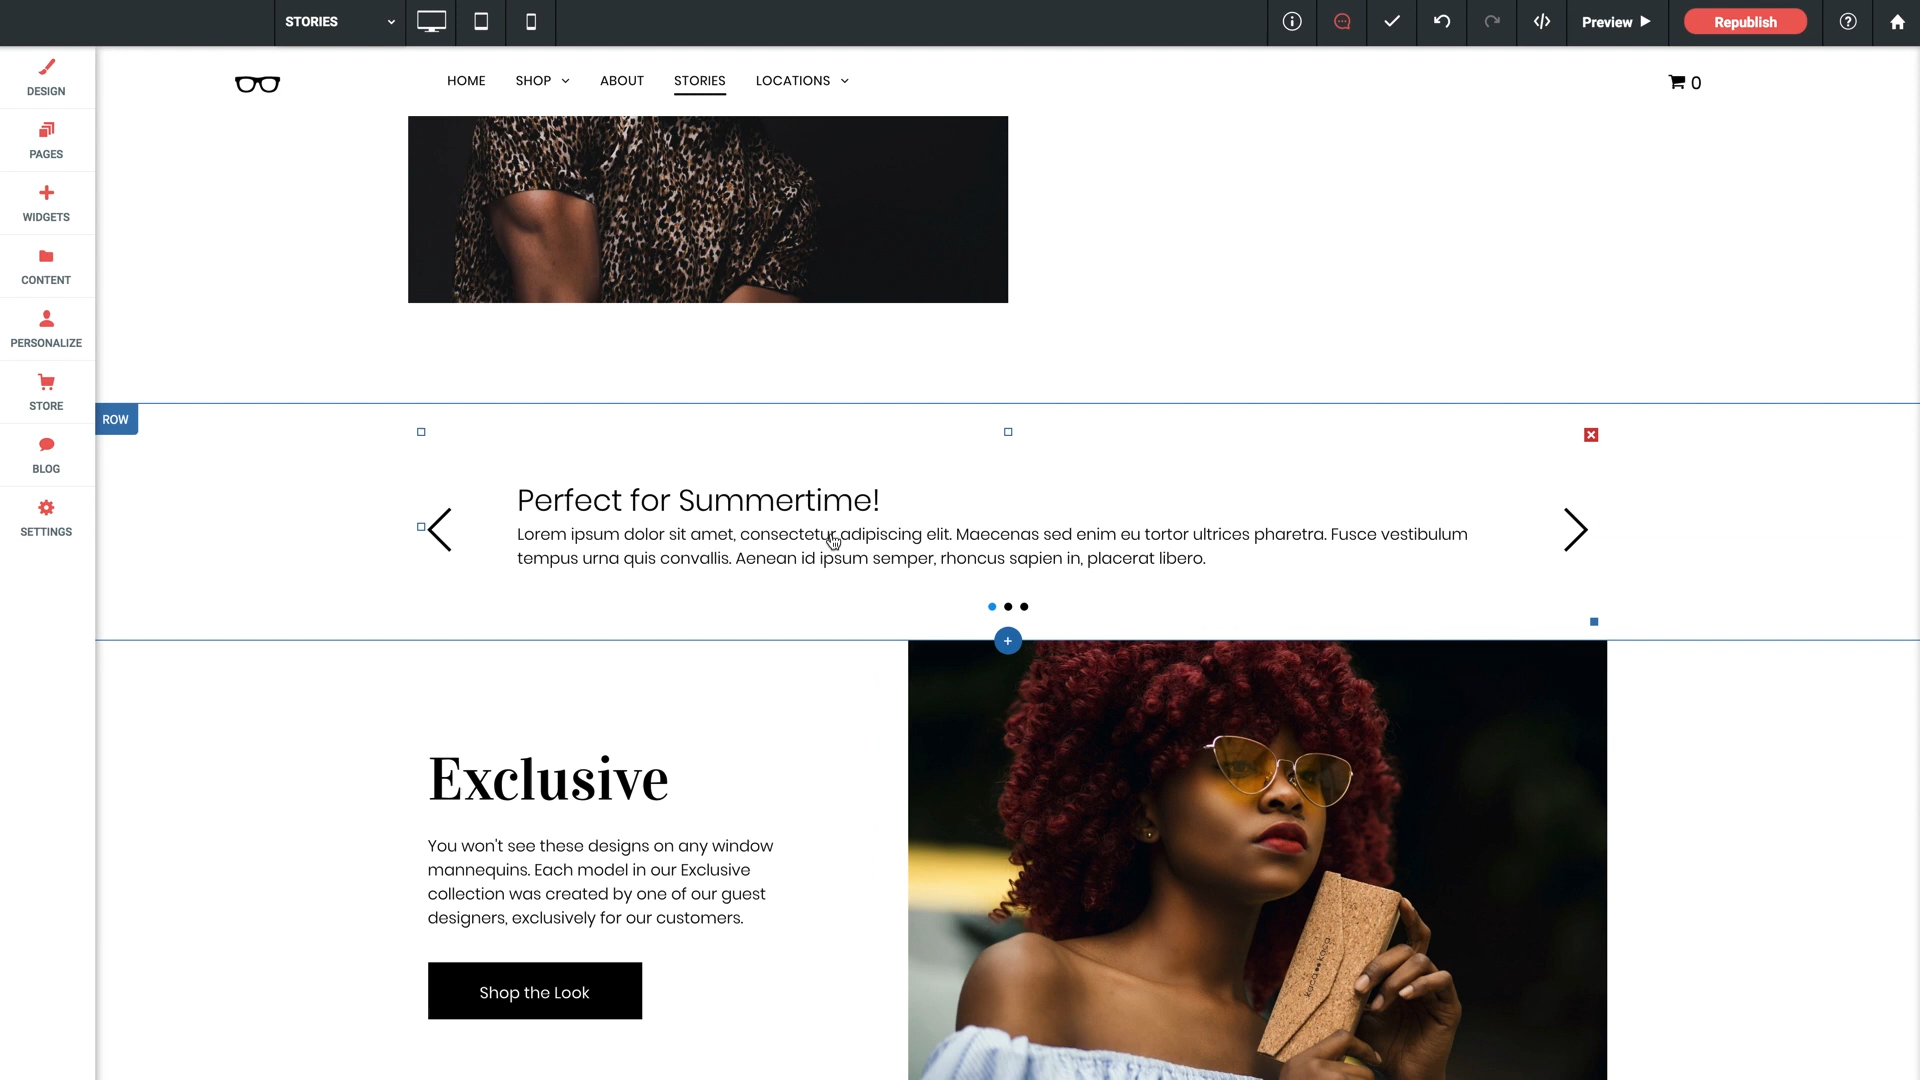 STORIES
Preview
Republish
DESIGN
PAGES
WIDGETS
CONTENT
PERSONALIZE
STORE
BLOG
SETTINGS
HOME SHOP ABOUT STORIES LOCATIONS
0
ROW
Perfect for Summertime!
Lorem ipsum dolor sit amet, consectetur adipiscing elit. Maecenas sed enim eu tortor ultrices pharetra. Fusce vestibulum
tempus urna quis convallis. Aenean id ipsum semper, rhoncus sapien in, placerat libero.
Exclusive
You won't see these designs on any window
mannequins. Each model in our Exclusive
collection was created by one of our guest
designers, exclusively for our customers.
Shop the Look